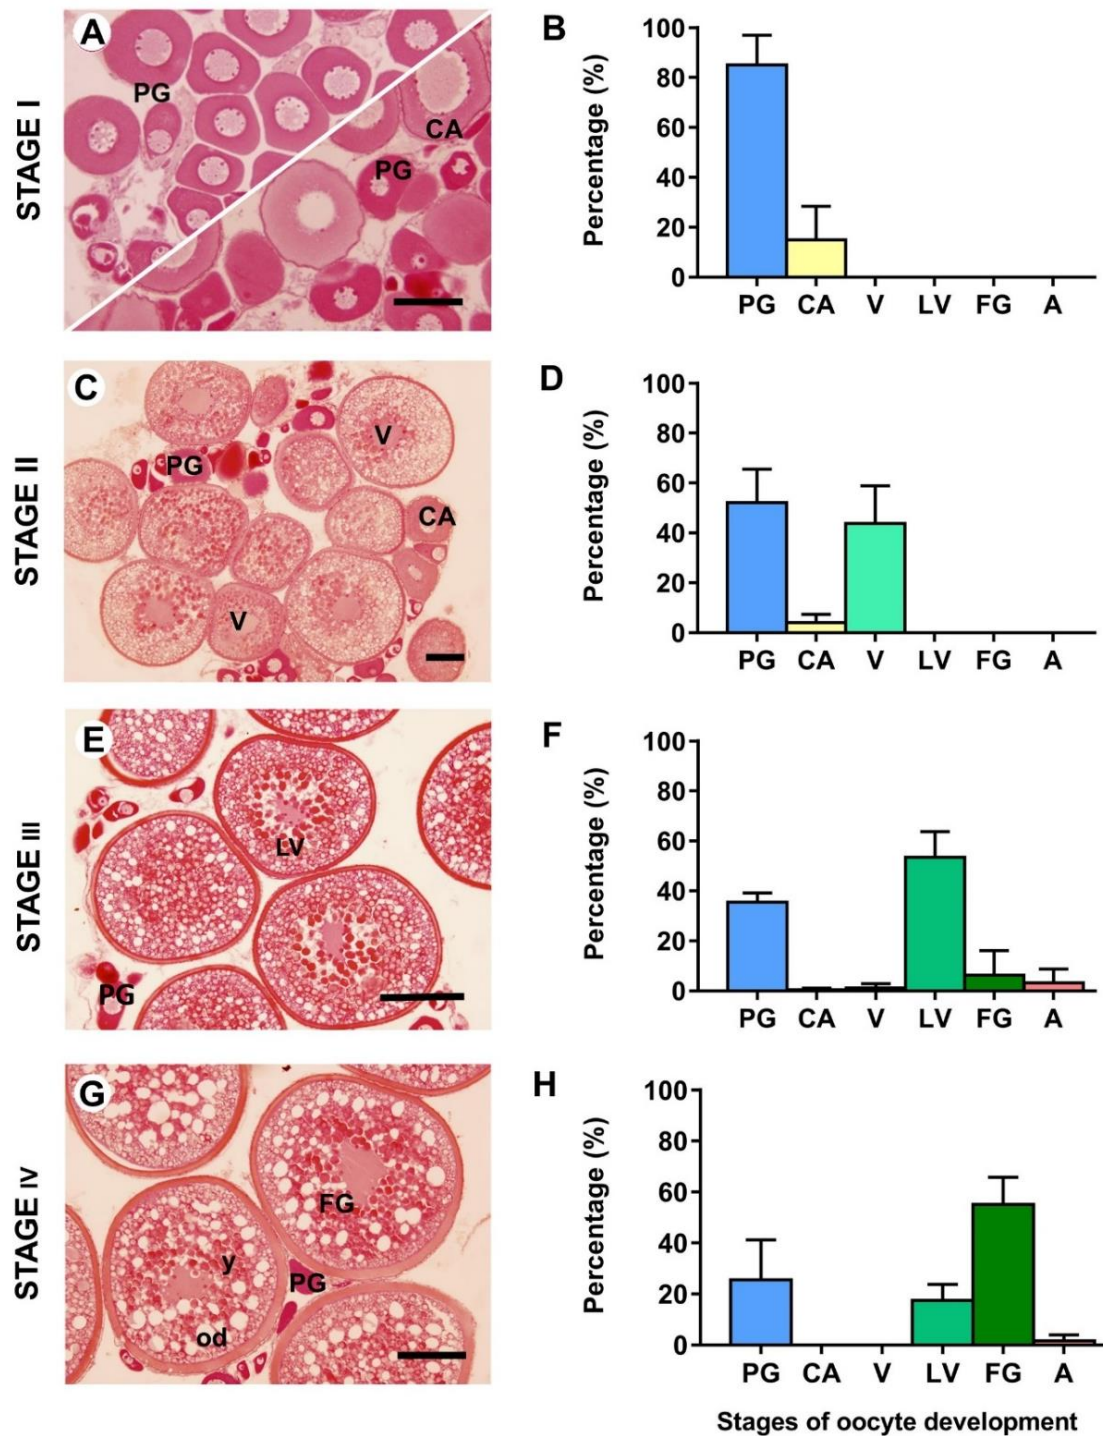 STAGE I
A
PG
CA
PG
B
Percentage (%)
100
80
60
40
20
0
PG CA V LV FG A
STAGE II
C
V
PG
CA
V
D
Percentage (%)
100
80
60
40
20
0
PG CA V LV FG A
STAGE III
E
LV
PG
F
Percentage (%)
100
80
60
40
20
0
PG CA V LV FG A
STAGE IV
G
FG
y
PG
od
H
Percentage (%)
100
80
60
40
20
0
PG CA V LV FG A
Stages of oocyte development